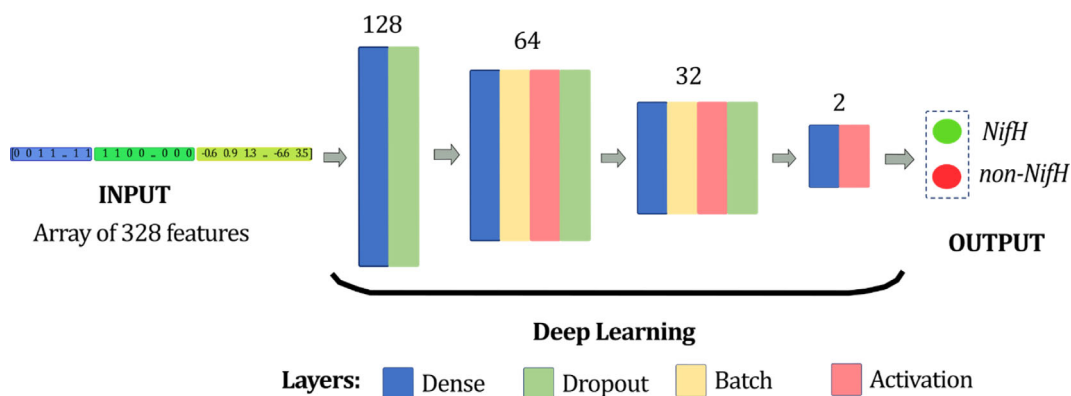 128
64
32
2
[0 0 1 1 ... 1 1 1 1 0 0 ... 0 0 0 -0.6 0.9 1.3 ... -6.6 3.5]
INPUT
Array of 328 features
NifH
non-NifH
OUTPUT
Deep Learning
Layers: Dense Dropout Batch Activation